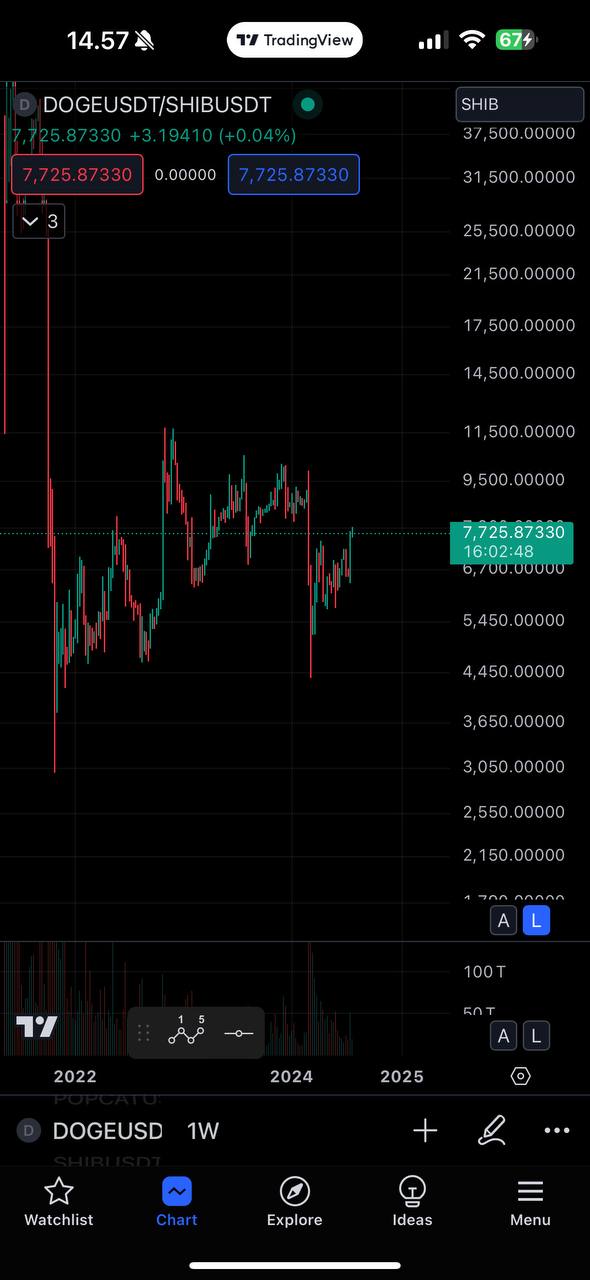 14.57
TradingView
67
D DOGEUSDT/SHIBUSDT
SHIB
7,725.87330 +3.19410 (+0.04%)
7,725.87330 0.00000 7,725.87330
3
37,500.00000
31,500.00000
25,500.00000
21,500.00000
17,500.00000
14,500.00000
11,500.00000
9,500.00000
7,725.87330
16:02:48
6,700.00000
5,450.00000
4,450.00000
3,650.00000
3,050.00000
2,550.00000
2,150.00000
A L
100 T
50 T
1 5
A L
2022 2024 2025
D DOGEUSD 1W
SHIBUSDT
Watchlist Chart Explore Ideas Menu